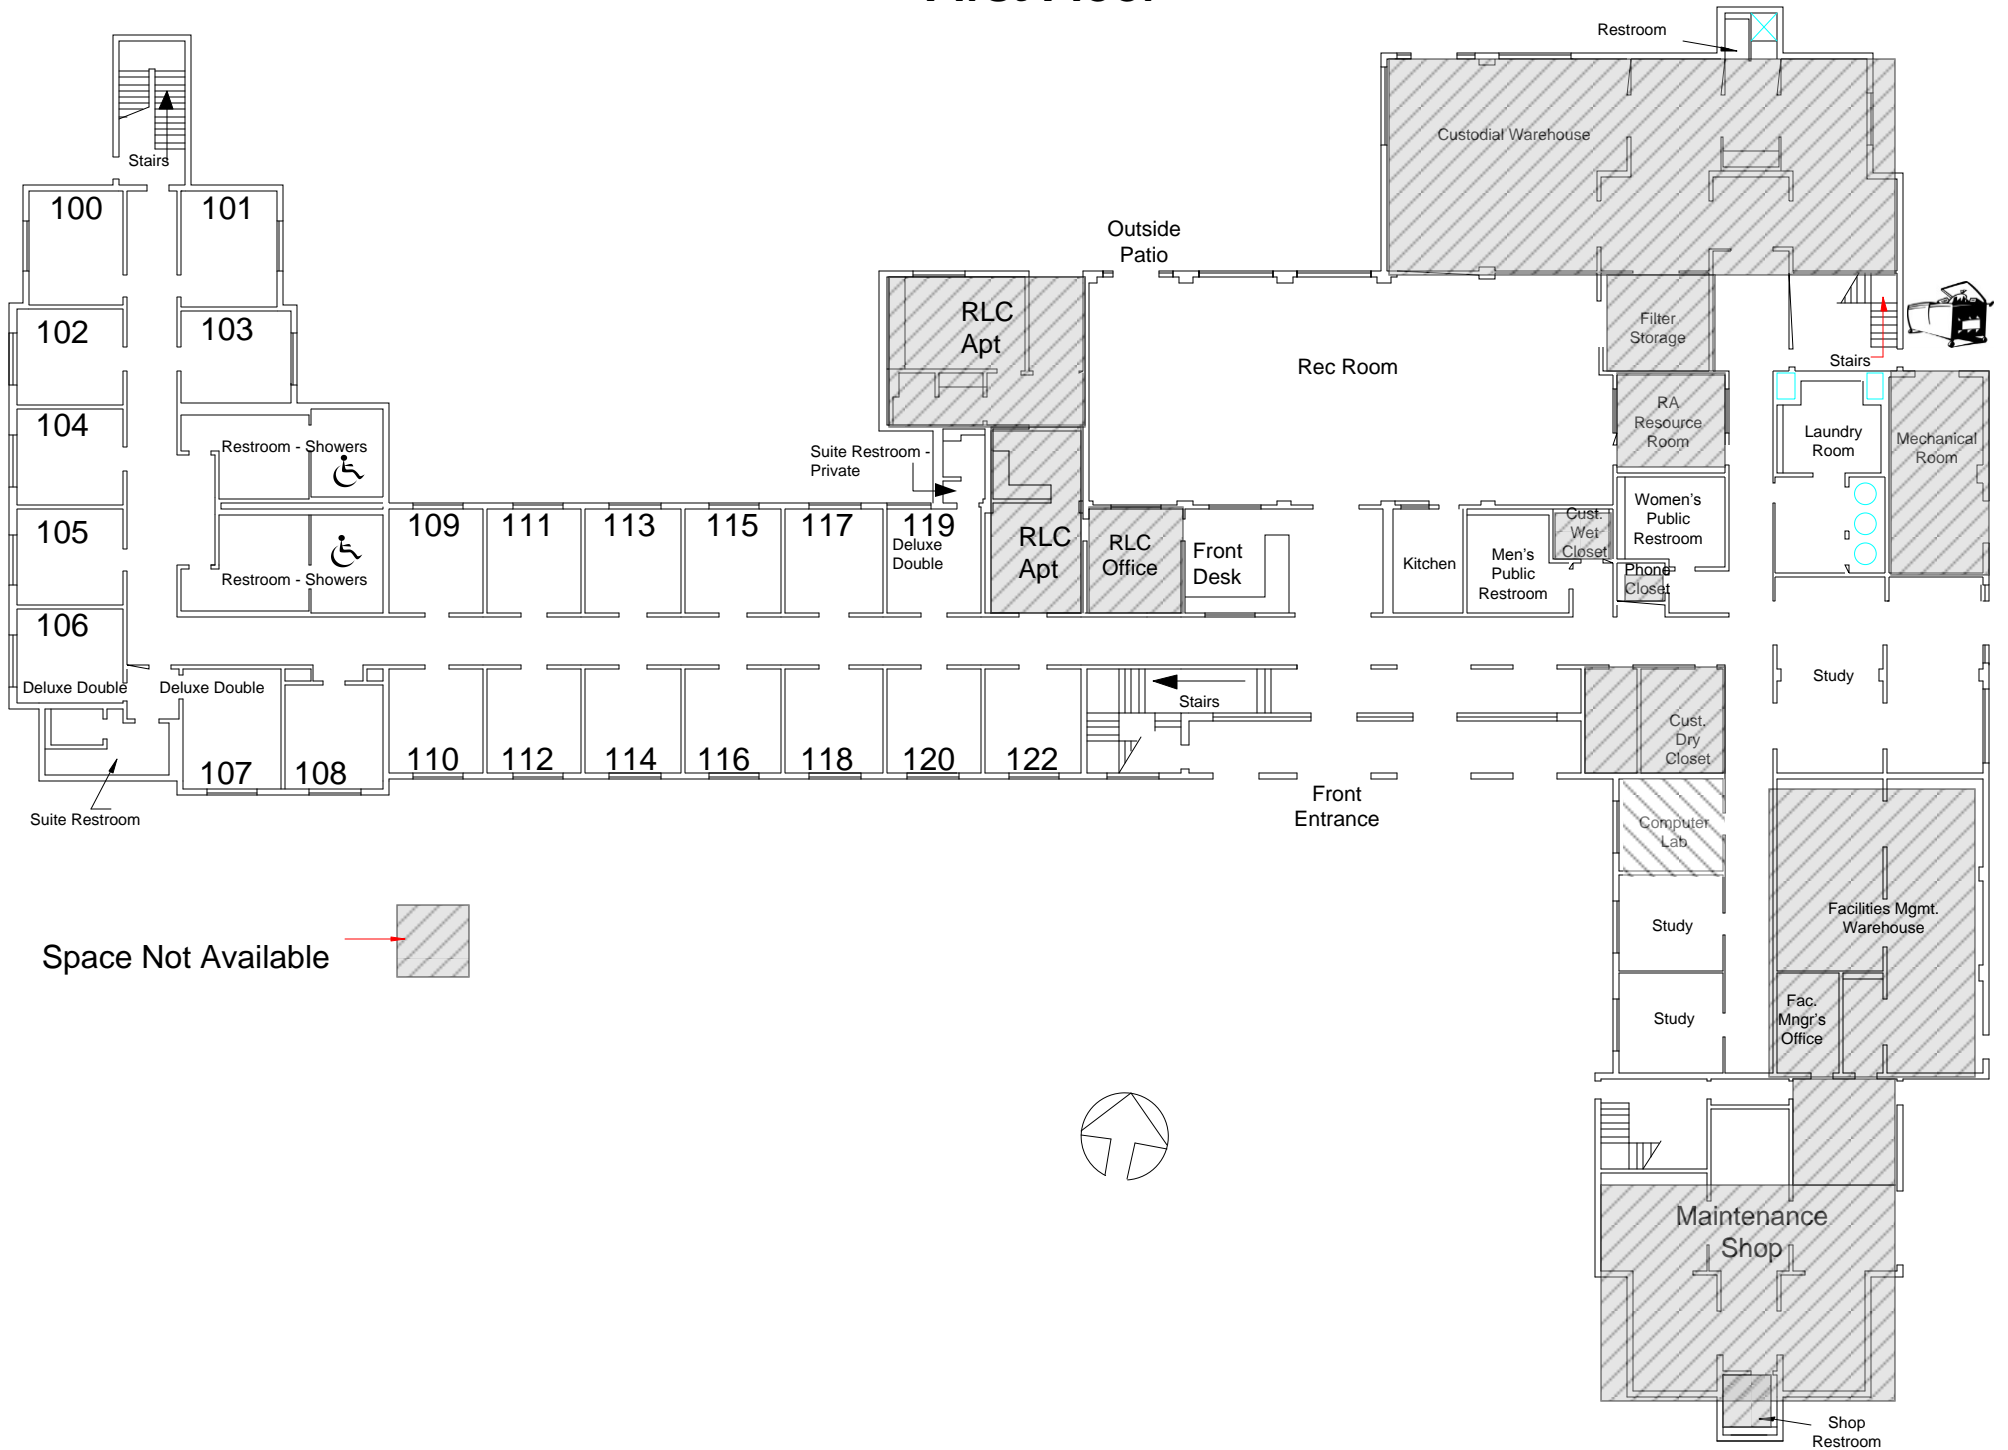 First Floor
Restroom
Custodial Warehouse
Stairs
100
101
Outside
Patio
RLC
Apt
102
103
Filter
Storage
Rec Room
Stairs
104
Restroom - Showers
Suite Restroom -
Private
RA
Resource
Room
Laundry
Room
Mechanical
Room
105
109
111
113
115
117
119
Deluxe
Double
RLC
Apt
RLC
Office
Front
Desk
Kitchen
Men's
Public
Restroom
Cust.
Wet
Closet
Women's
Public
Restroom
Phone
Closet
Restroom - Showers
106
Deluxe Double
Deluxe Double
Stairs
Study
Cust.
Dry
Closet
107
108
110
112
114
116
118
120
122
Suite Restroom
Front
Entrance
Computer
Lab
Study
Facilities Mgmt.
Warehouse
Space Not Available
Study
Fac.
Mngr's
Office
Maintenance
Shop
Shop
Restroom